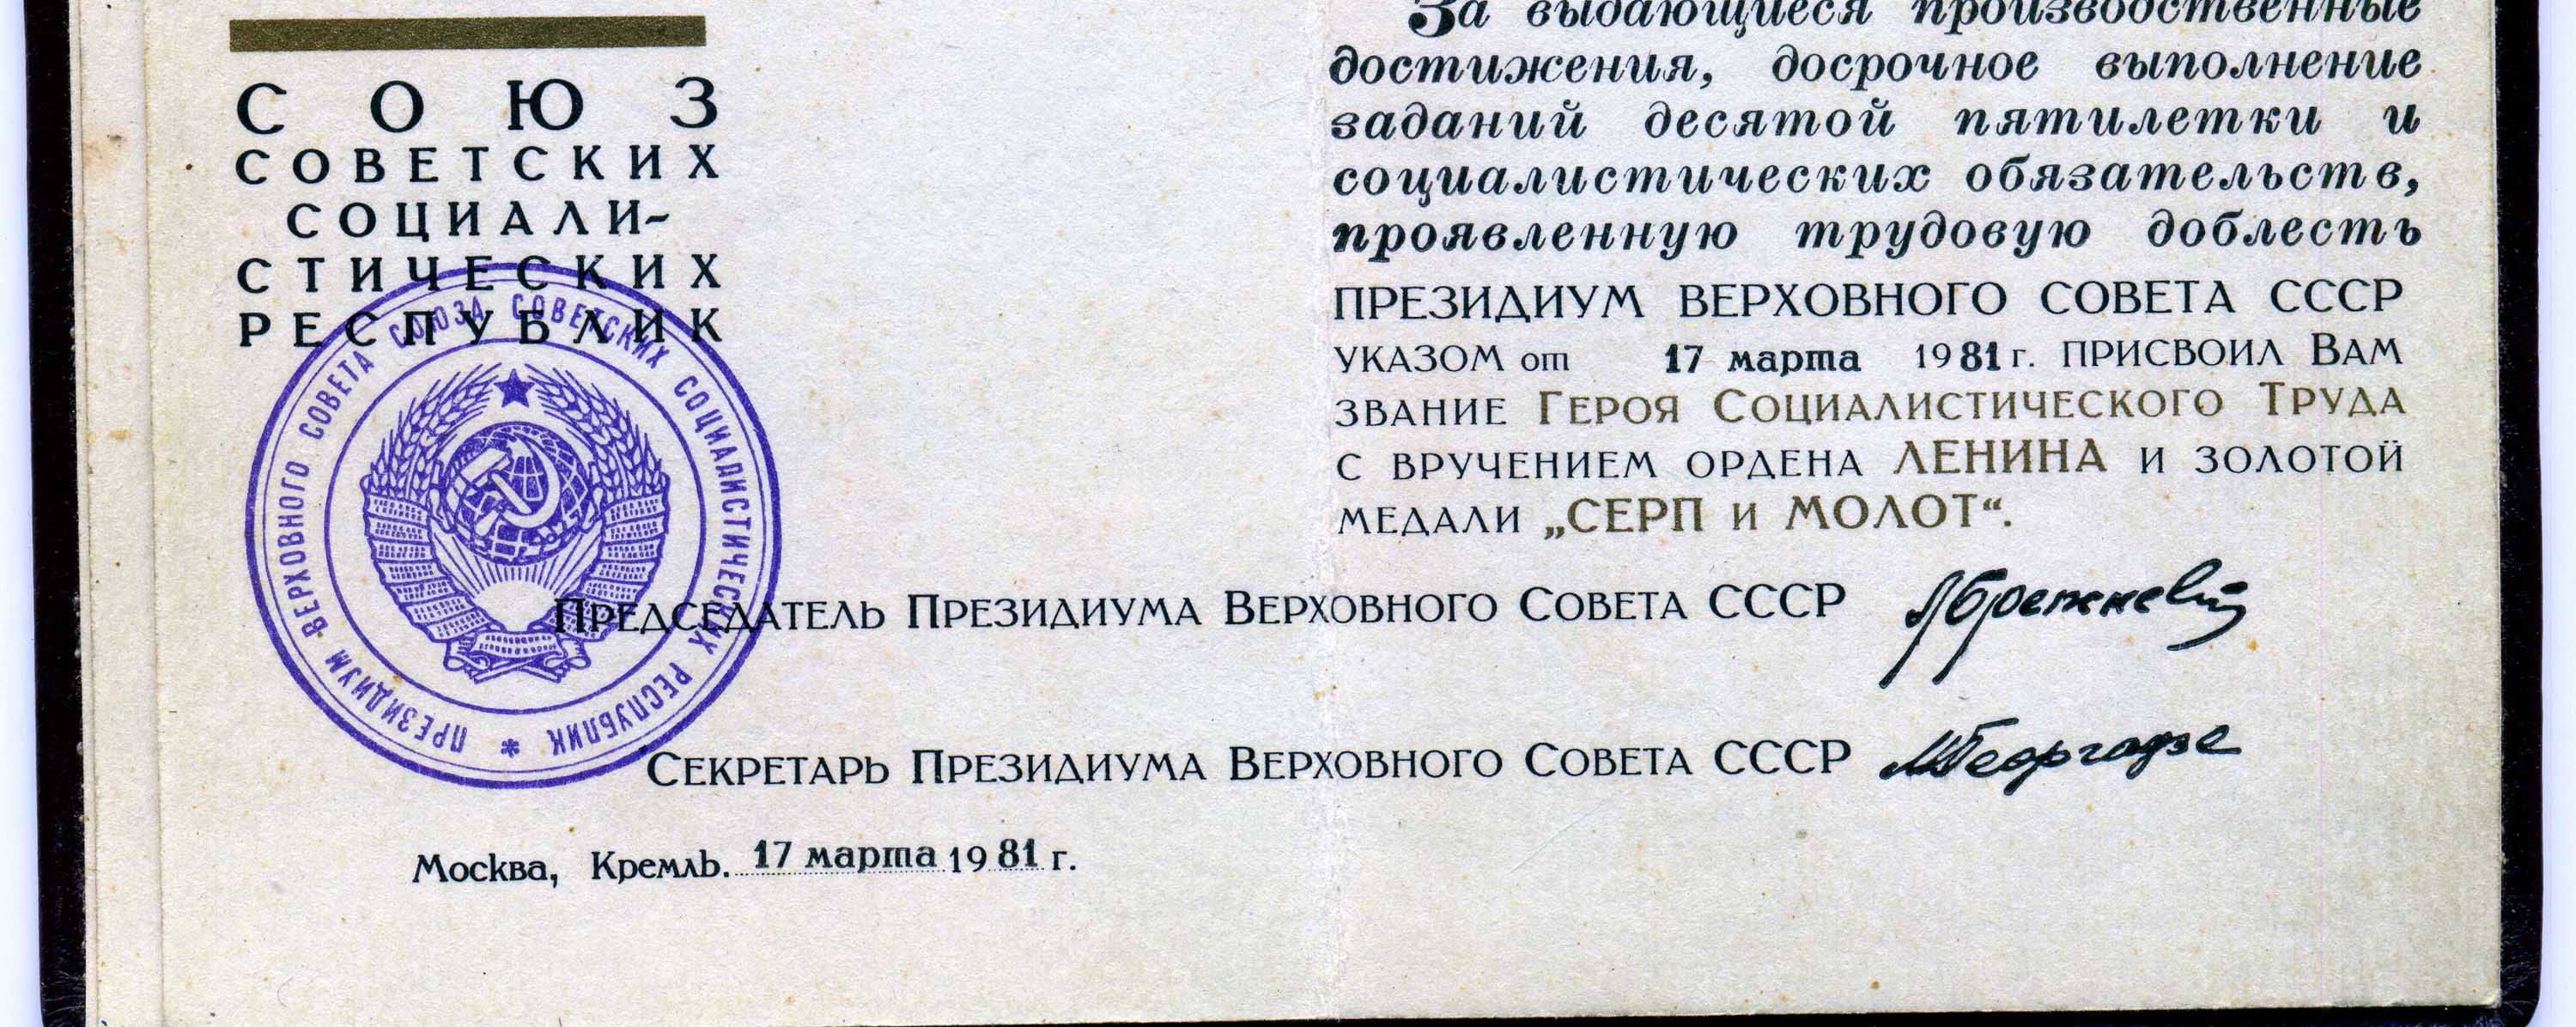 СОЮЗ
СОВЕТСКИХ
СОЦИАЛИ-
СТИЧЕСКИХ
РЕСПУБЛИК
ПРЕЗИДИУМ ВЕРХОВНОГО СОВЕТА СОЮЗА СОВЕТСКИХ СОЦИАЛИСТИЧЕСКИХ РЕСПУБЛИК *
За выдающиеся производственные
достижения, досрочное выполнение
заданий десятой пятилетки и
социалистических обязательств,
проявленную трудовую доблесть
ПРЕЗИДИУМ ВЕРХОВНОГО СОВЕТА СССР
УКАЗОМ от 17 марта 1981 г. ПРИСВОИЛ ВАМ
ЗВАНИЕ ГЕРОЯ СОЦИАЛИСТИЧЕСКОГО ТРУДА
С ВРУЧЕНИЕМ ОРДЕНА ЛЕНИНА И ЗОЛОТОЙ
МЕДАЛИ „СЕРП И МОЛОТ“.
ПРЕДСЕДАТЕЛЬ ПРЕЗИДИУМА ВЕРХОВНОГО СОВЕТА СССР ЛБрежнев
СЕКРЕТАРЬ ПРЕЗИДИУМА ВЕРХОВНОГО СОВЕТА СССР МГеоргадзе
Москва, Кремль. 17 марта 1981 г.